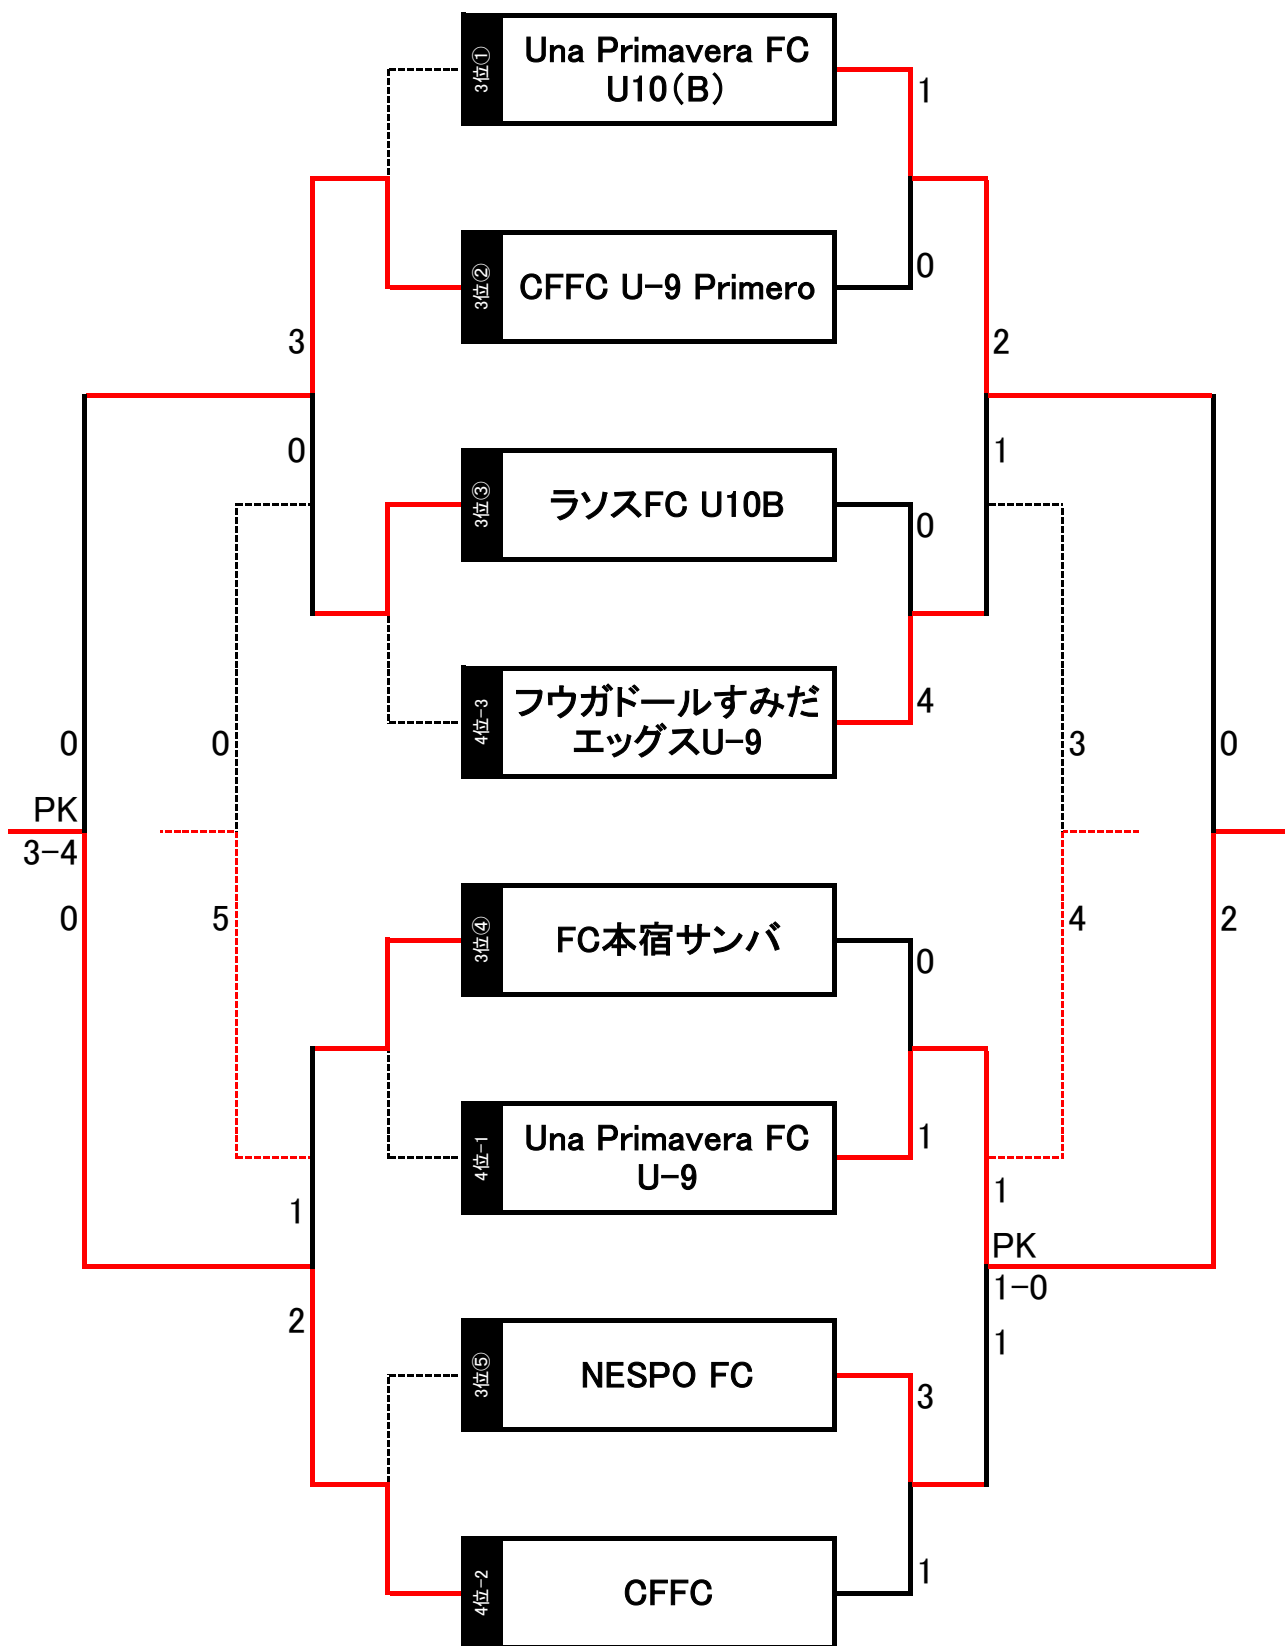 3位①
Una Primavera FC
U10(B)
1
3位②
CFFC U-9 Primero
0
3
2
0
1
3位③
ラソスFC U10B
0
4位-3
フウガドールすみだ
エッグスU-9
4
0
0
3
0
PK
3-4
0
5
4
2
3位④
FC本宿サンバ
0
4位-1
Una Primavera FC
U-9
1
1
1
PK
1-0
2
1
3位⑤
NESPO FC
3
4位-2
CFFC
1